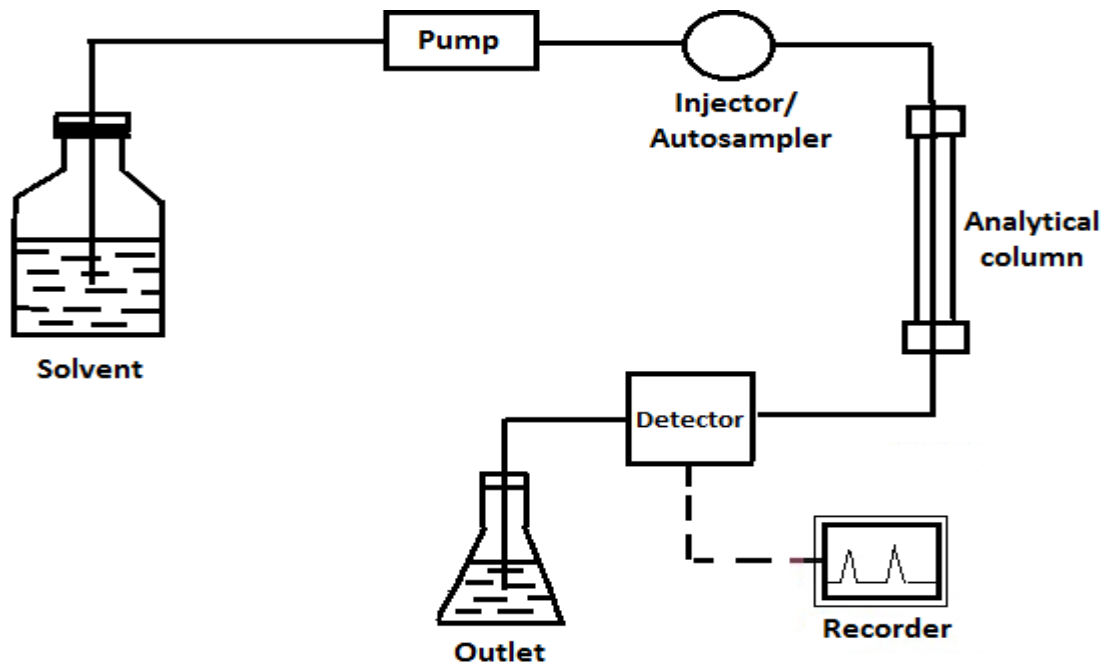 Pump
Injector/
Autosampler
Analytical
column
Solvent
Detector
Outlet
Recorder